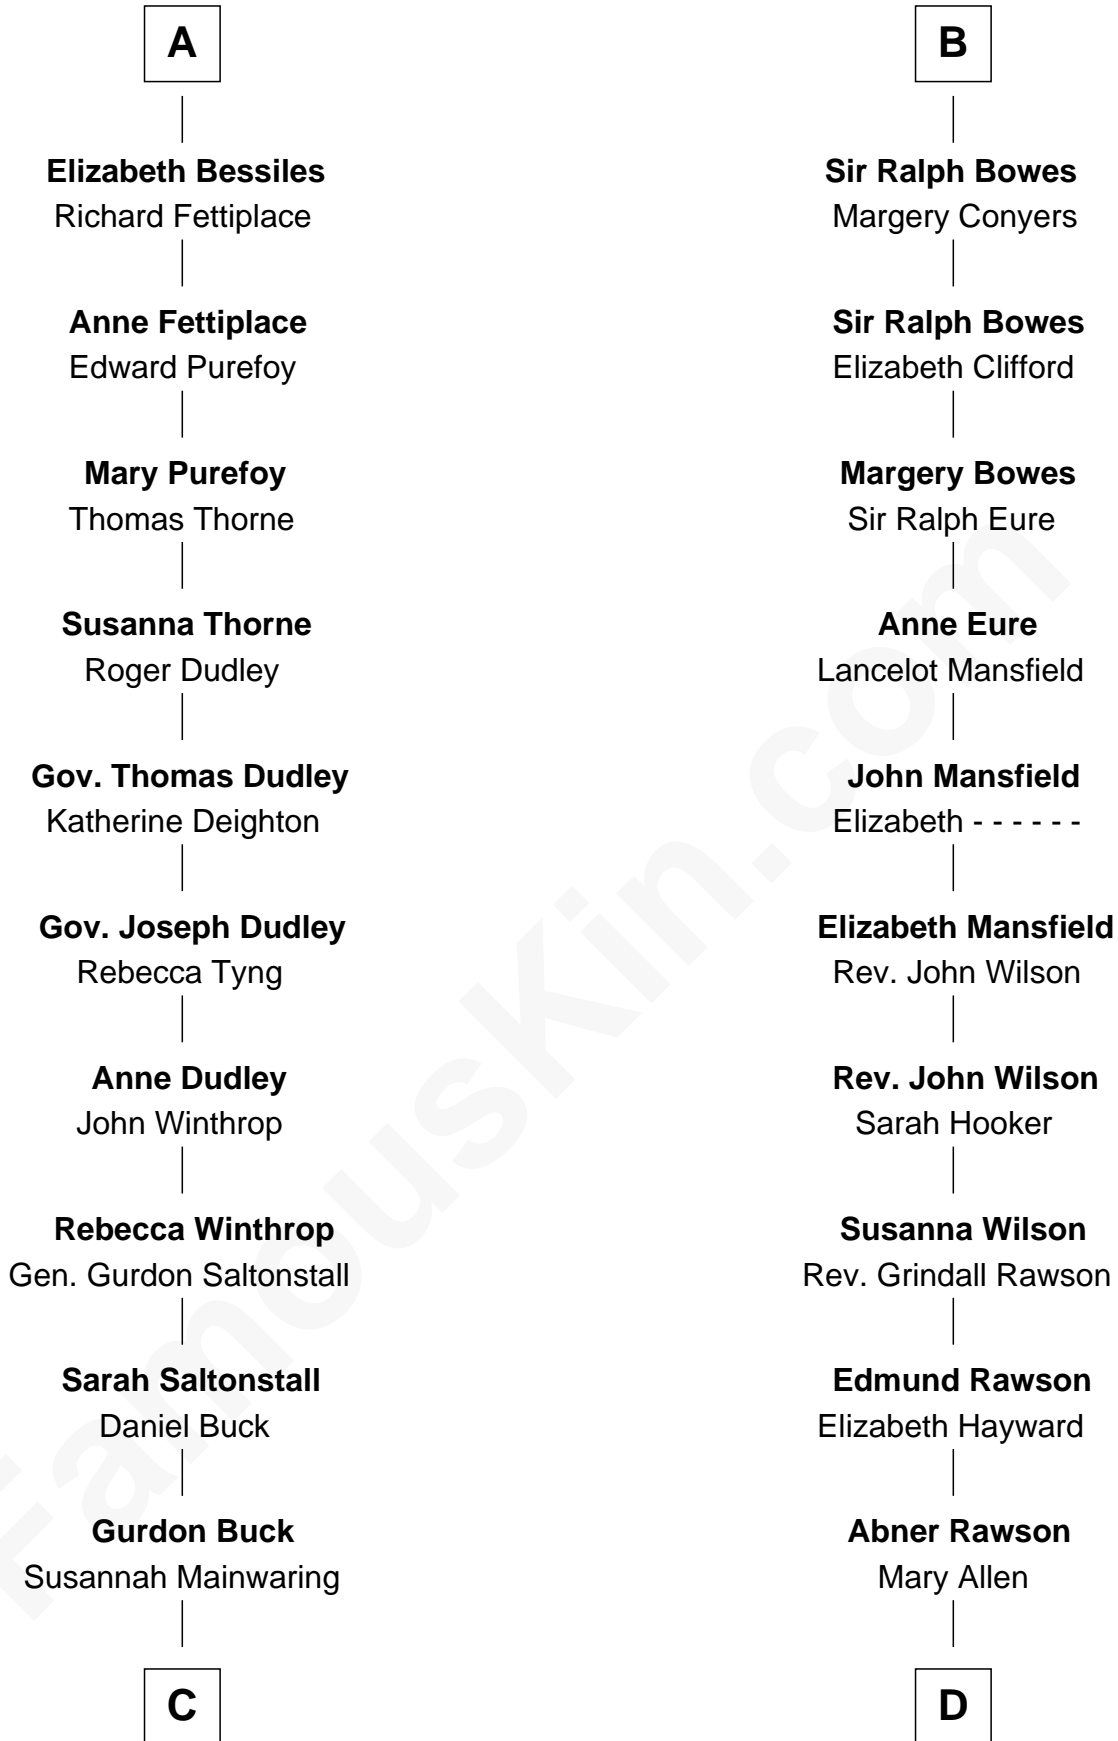 A
Elizabeth Bessiles
Richard Fettiplace
Anne Fettiplace
Edward Purefoy
Mary Purefoy
Thomas Thorne
Susanna Thorne
Roger Dudley
Gov. Thomas Dudley
Katherine Deighton
Gov. Joseph Dudley
Rebecca Tyng
Anne Dudley
John Winthrop
Rebecca Winthrop
Gen. Gurdon Saltonstall
Sarah Saltonstall
Daniel Buck
Gurdon Buck
Susannah Mainwaring
C
B
Sir Ralph Bowes
Margery Conyers
Sir Ralph Bowes
Elizabeth Clifford
Margery Bowes
Sir Ralph Eure
Anne Eure
Lancelot Mansfield
John Mansfield
Elizabeth - - - - - -
Elizabeth Mansfield
Rev. John Wilson
Rev. John Wilson
Sarah Hooker
Susanna Wilson
Rev. Grindall Rawson
Edmund Rawson
Elizabeth Hayward
Abner Rawson
Mary Allen
D
FamousKin.com